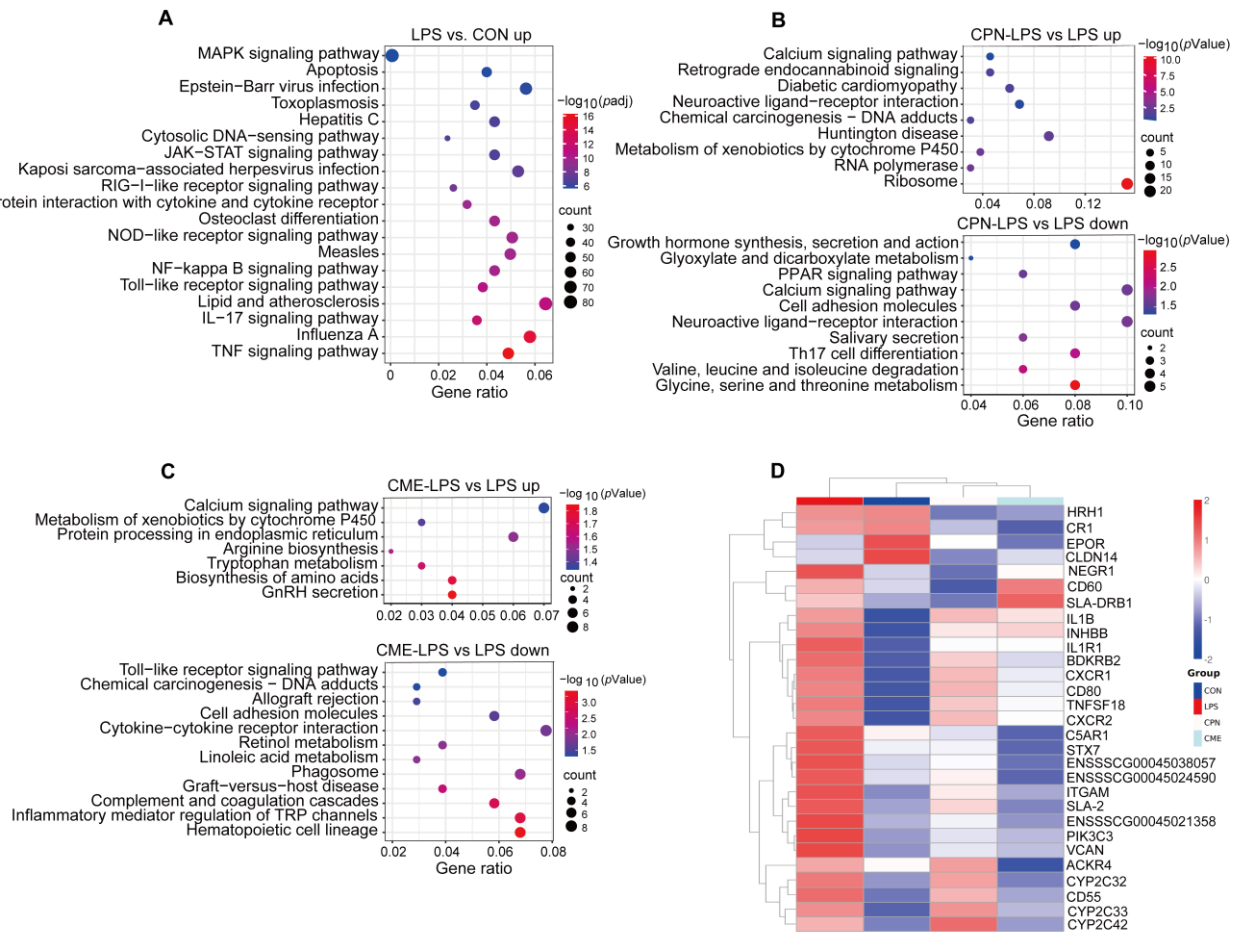 A
LPS vs. CON up
MAPK signaling pathway
Apoptosis
Epstein−Barr virus infection
Toxoplasmosis
Hepatitis C
Cytosolic DNA−sensing pathway
JAK−STAT signaling pathway
Kaposi sarcoma−associated herpesvirus infection
RIG−I−like receptor signaling pathway
rotein interaction with cytokine and cytokine receptor
Osteoclast differentiation
NOD−like receptor signaling pathway
Measles
NF−kappa B signaling pathway
Toll−like receptor signaling pathway
Lipid and atherosclerosis
IL−17 signaling pathway
Influenza A
TNF signaling pathway
0 0.02 0.04 0.06
Gene ratio
−log10(padj)
16
14
12
10
8
6
count
30
40
50
60
70
80
B
CPN-LPS vs LPS up
Calcium signaling pathway
Retrograde endocannabinoid signaling
Diabetic cardiomyopathy
Neuroactive ligand−receptor interaction
Chemical carcinogenesis − DNA adducts
Huntington disease
Metabolism of xenobiotics by cytochrome P450
RNA polymerase
Ribosome
0.04 0.08 0.12
−log10(pValue)
10.0
7.5
5.0
2.5
count
5
10
15
20
CPN-LPS vs LPS down
Growth hormone synthesis, secretion and action
Glyoxylate and dicarboxylate metabolism
PPAR signaling pathway
Calcium signaling pathway
Cell adhesion molecules
Neuroactive ligand−receptor interaction
Salivary secretion
Th17 cell differentiation
Valine, leucine and isoleucine degradation
Glycine, serine and threonine metabolism
0.04 0.06 0.08 0.10
Gene ratio
−log10(pValue)
2.5
2.0
1.5
count
2
3
4
5
C
CME-LPS vs LPS up
Calcium signaling pathway
Metabolism of xenobiotics by cytochrome P450
Protein processing in endoplasmic reticulum
Arginine biosynthesis
Tryptophan metabolism
Biosynthesis of amino acids
GnRH secretion
0.02 0.03 0.04 0.05 0.06 0.07
−log 10 (pValue)
1.8
1.7
1.6
1.5
1.4
count
2
4
6
8
CME-LPS vs LPS down
Toll−like receptor signaling pathway
Chemical carcinogenesis − DNA adducts
Allograft rejection
Cell adhesion molecules
Cytokine−cytokine receptor interaction
Retinol metabolism
Linoleic acid metabolism
Phagosome
Graft−versus−host disease
Complement and coagulation cascades
Inflammatory mediator regulation of TRP channels
Hematopoietic cell lineage
0.02 0.04 0.06 0.08
Gene ratio
−log 10 (pValue)
3.0
2.5
2.0
1.5
count
2
4
6
8
D
HRH1
CR1
EPOR
CLDN14
NEGR1
CD60
SLA-DRB1
IL1B
INHBB
IL1R1
BDKRB2
CXCR1
CD80
TNFSF18
CXCR2
C5AR1
STX7
ENSSSCG00045038057
ENSSSCG00045024590
ITGAM
SLA-2
ENSSSCG00045021358
PIK3C3
VCAN
ACKR4
CYP2C32
CD55
CYP2C33
CYP2C42
2
1
0
-1
-2
Group
CON
LPS
CPN
CME